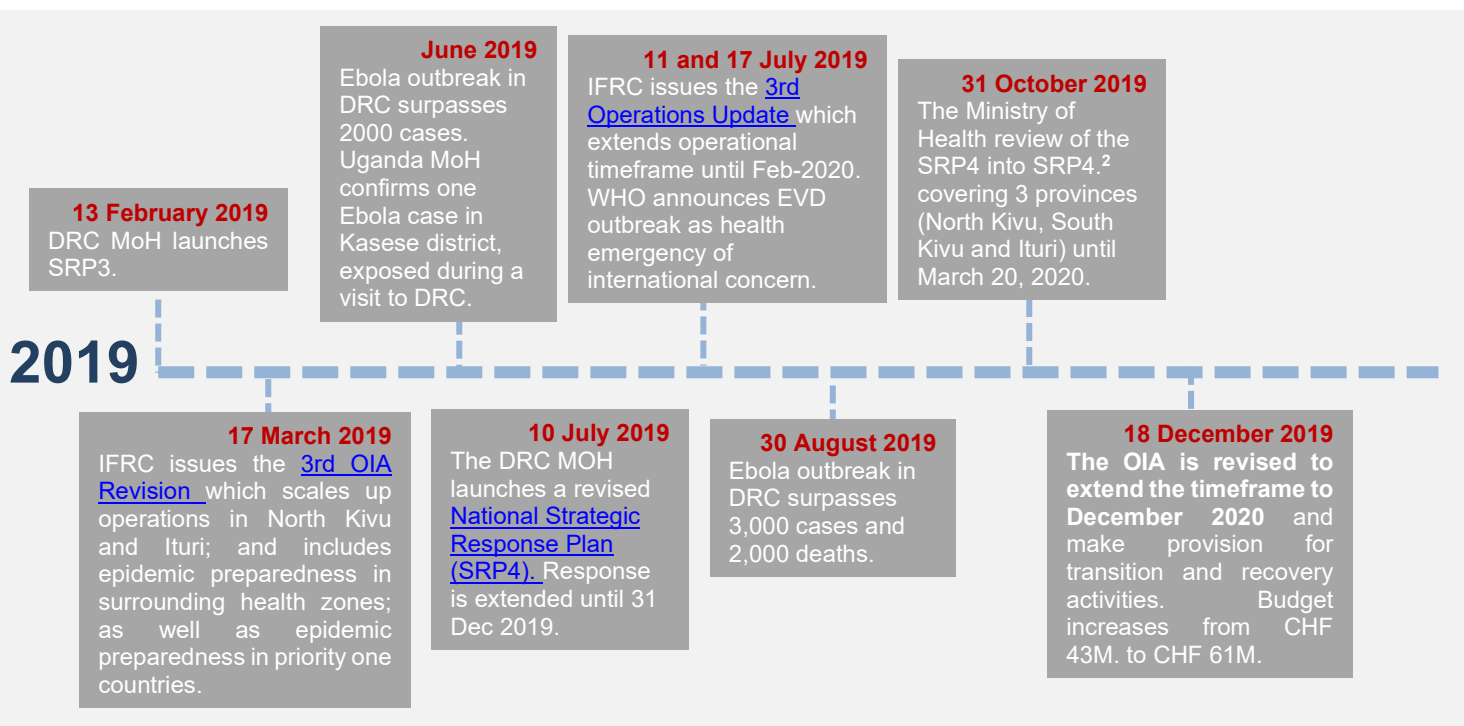 June 2019
Ebola outbreak in
DRC surpasses
2000 cases.
Uganda MoH
confirms one
Ebola case in
Kasese district,
exposed during a
visit to DRC.
11 and 17 July 2019
IFRC issues the 3rd
Operations Update which
extends operational
timeframe until Feb-2020.
WHO announces EVD
outbreak as health
emergency of
international concern.
31 October 2019
The Ministry of
Health review of the
SRP4 into SRP4.²
covering 3 provinces
(North Kivu, South
Kivu and Ituri) until
March 20, 2020.
13 February 2019
DRC MoH launches
SRP3.
2019
17 March 2019
IFRC issues the 3rd OIA
Revision which scales up
operations in North Kivu
and Ituri; and includes
epidemic preparedness in
surrounding health zones;
as well as epidemic
preparedness in priority one
countries.
10 July 2019
The DRC MOH
launches a revised
National Strategic
Response Plan
(SRP4). Response
is extended until 31
Dec 2019.
30 August 2019
Ebola outbreak in
DRC surpasses
3,000 cases and
2,000 deaths.
18 December 2019
The OIA is revised to
extend the timeframe to
December 2020 and
make provision for
transition and recovery
activities. Budget
increases from CHF
43M. to CHF 61M.